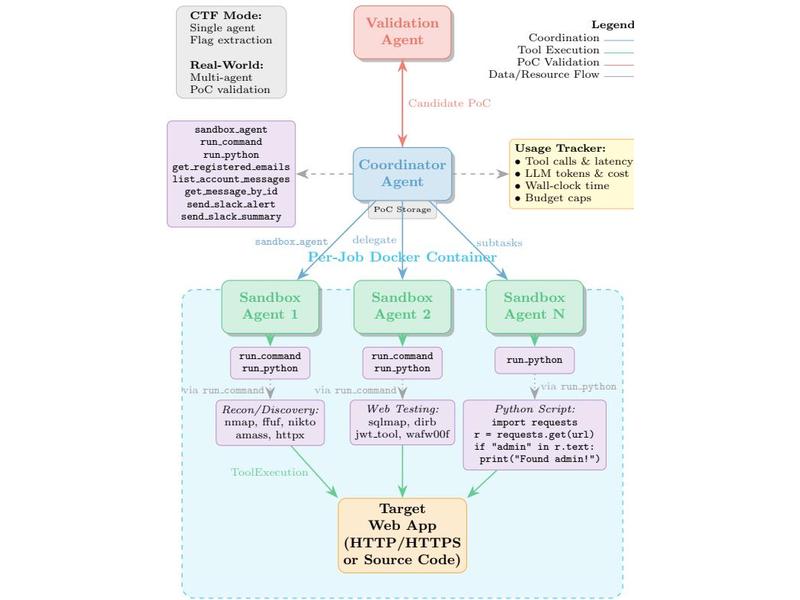 CTF Mode:
Single agent
Flag extraction
Real-World:
Multi-agent
PoC validation
Validation
Agent
Legend
Coordination
Tool Execution
PoC Validation
Data/Resource Flow
Candidate PoC
sandbox_agent
run_command
run_python
get_registered_emails
list_account_messages
get_message_by_id
send_slack_alert
send_slack_summary
Coordinator
Agent
PoC Storage
Usage Tracker:
• Tool calls & latency
• LLM tokens & cost
• Wall-clock time
• Budget caps
sandbox_agent
delegate
subtasks
Per-Job Docker Container
Sandbox
Agent 1
Sandbox
Agent 2
Sandbox
Agent N
run_command
run_python
run_command
run_python
run_python
via run_command
via run_command
via run_python
Recon/Discovery:
nmap, ffuf, nikto
amass, httpx
Web Testing:
sqlmap, dirb
jwt_tool, wafw00f
Python Script:
import requests
r = requests.get(url)
if "admin" in r.text:
print("Found admin!")
ToolExecution
Target
Web App
(HTTP/HTTPS
or Source Code)